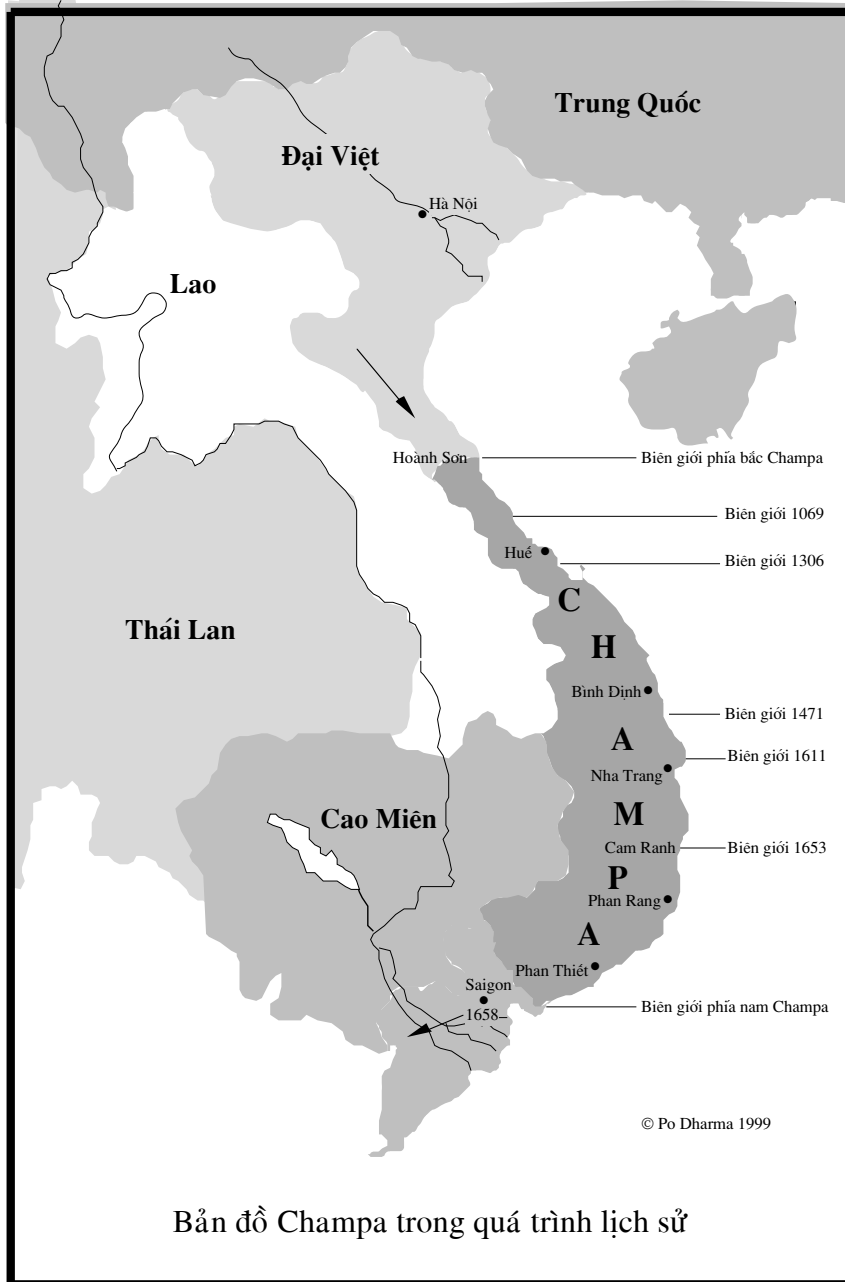 Trung Quốc
Đại Việt
Hà Nội
Lao
Hoành Sơn
Biên giới phía bắc Champa
Biên giới 1069
Huế
Biên giới 1306
C
Thái Lan
H
Bình Dịnh
Biên giới 1471
A
Biên giới 1611
Nha Trang
Cao Miên
M
Cam Ranh
Biên giới 1653
P
Phan Rang
A
Phan Thiết
Saigon
Biên giới phía nam Champa
1658
© Po Dharma 1999
Bản đồ Champa trong quá trình lịch sử